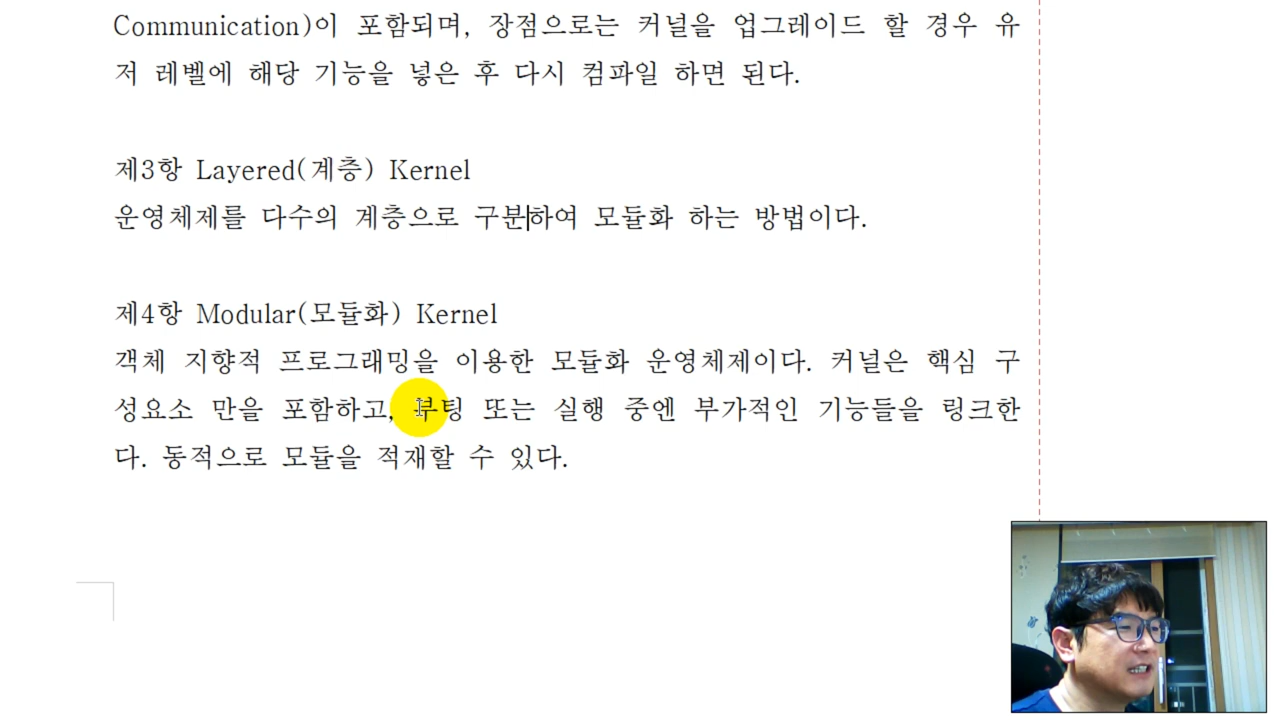 Communication)이 포함되며, 장점으로는 커널을 업그레이드 할 경우 유
저 레벨에 해당 기능을 넣은 후 다시 컴파일 하면 된다.
제3항 Layered(계층) Kernel
운영체제를 다수의 계층으로 구분하여 모듈화 하는 방법이다.
제4항 Modular(모듈화) Kernel
객체 지향적 프로그래밍을 이용한 모듈화 운영체제이다. 커널은 핵심 구
성요소 만을 포함하고, 부팅 또는 실행 중엔 부가적인 기능들을 링크한
다. 동적으로 모듈을 적재할 수 있다.